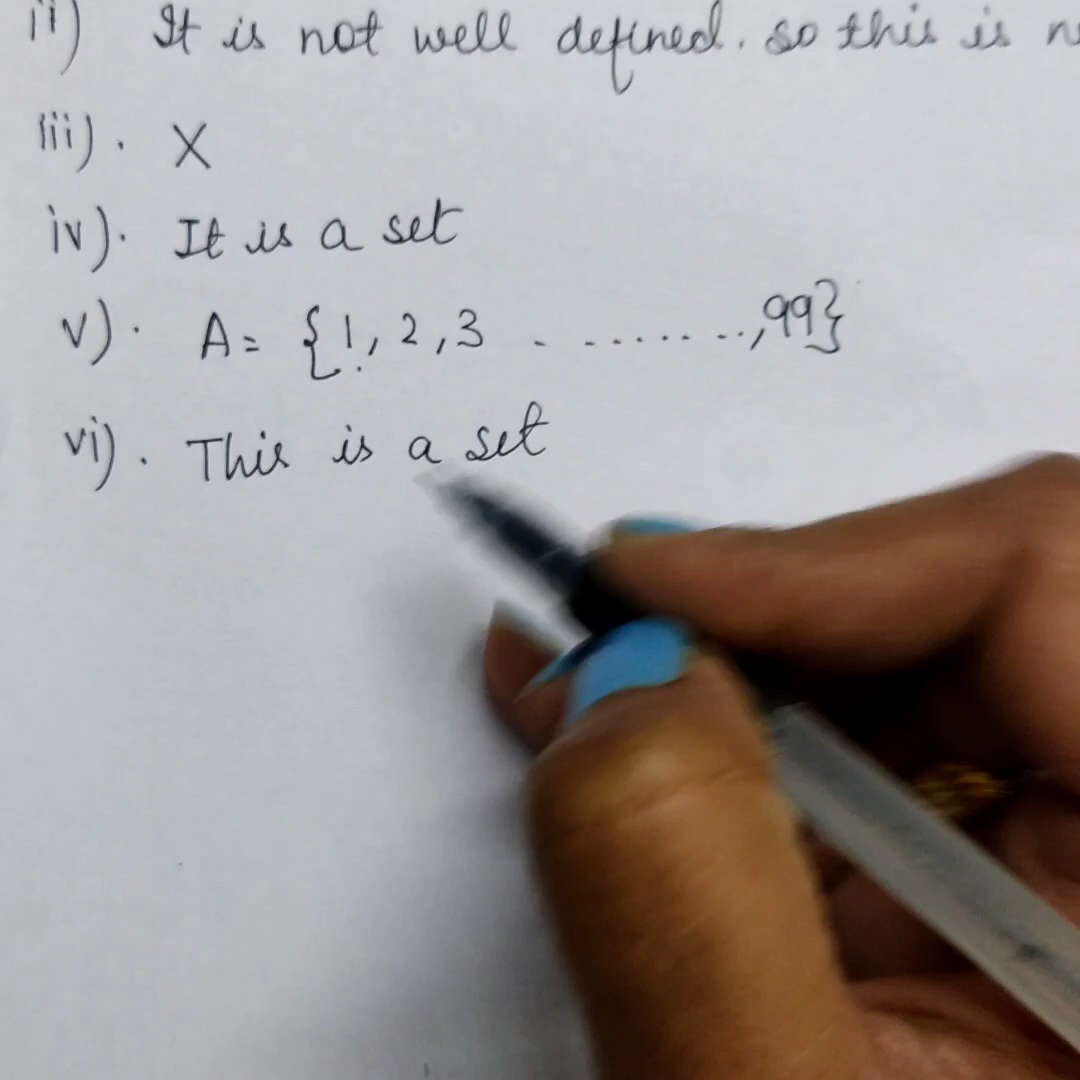 ii) It is not well defined. so this is
iii). X
iv). It is a set
v). A = {1, 2, 3 . ........, 99}
vi). This is a set